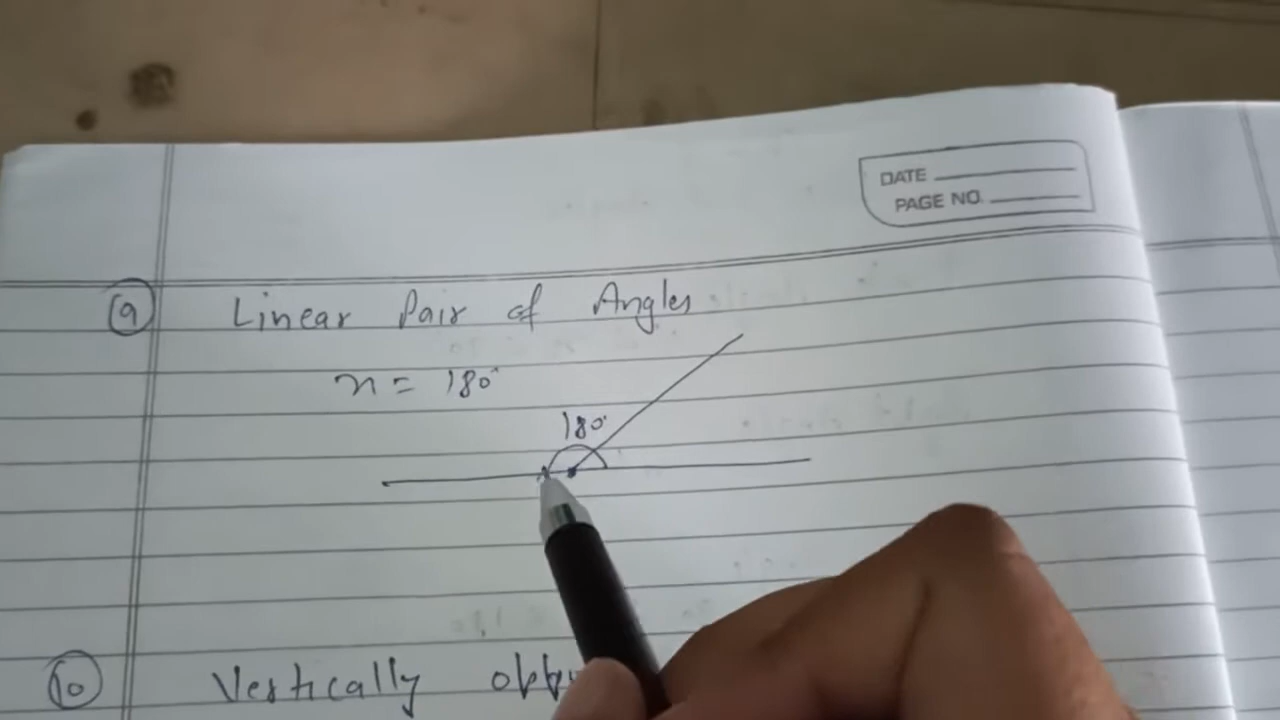 DATE
PAGE NO.
9 Linear Pair of Angles
x = 180°
180°
10 Vertically